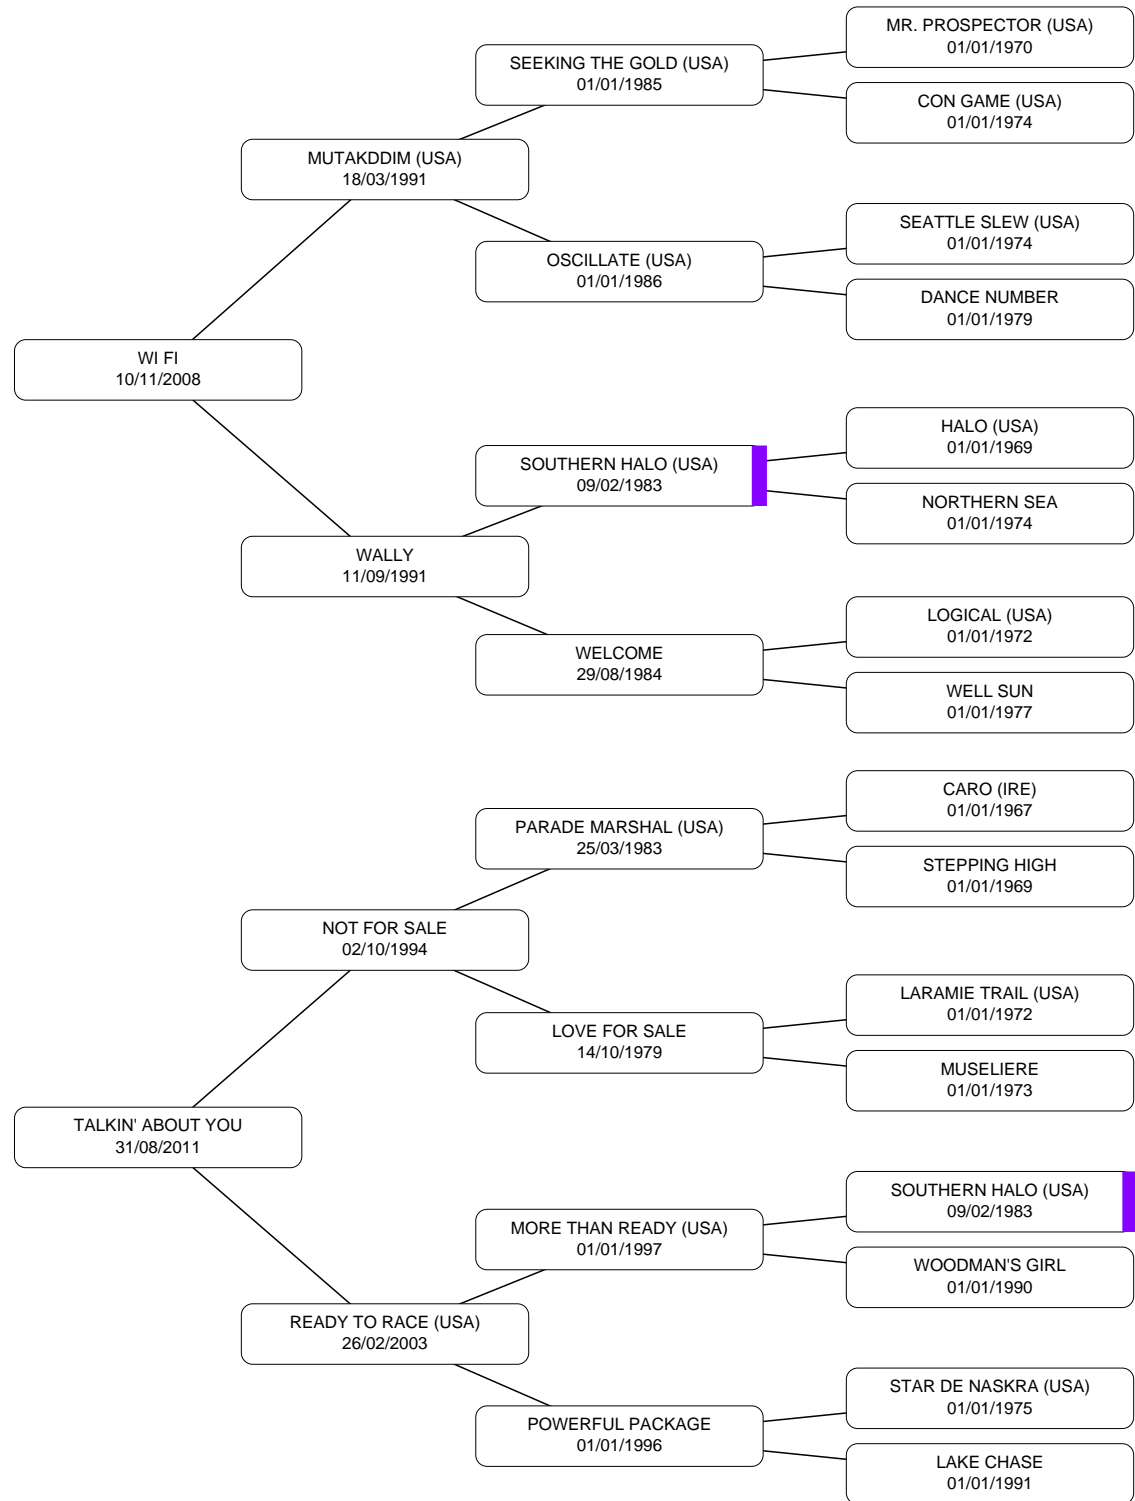 MR. PROSPECTOR (USA)
01/01/1970
SEEKING THE GOLD (USA)
01/01/1985
CON GAME (USA)
01/01/1974
MUTAKDDIM (USA)
18/03/1991
SEATTLE SLEW (USA)
01/01/1974
OSCILLATE (USA)
01/01/1986
DANCE NUMBER
01/01/1979
WI FI
10/11/2008
HALO (USA)
01/01/1969
SOUTHERN HALO (USA)
09/02/1983
NORTHERN SEA
01/01/1974
WALLY
11/09/1991
LOGICAL (USA)
01/01/1972
WELCOME
29/08/1984
WELL SUN
01/01/1977
CARO (IRE)
01/01/1967
PARADE MARSHAL (USA)
25/03/1983
STEPPING HIGH
01/01/1969
NOT FOR SALE
02/10/1994
LARAMIE TRAIL (USA)
01/01/1972
LOVE FOR SALE
14/10/1979
MUSELIERE
01/01/1973
TALKIN' ABOUT YOU
31/08/2011
SOUTHERN HALO (USA)
09/02/1983
MORE THAN READY (USA)
01/01/1997
WOODMAN'S GIRL
01/01/1990
READY TO RACE (USA)
26/02/2003
STAR DE NASKRA (USA)
01/01/1975
POWERFUL PACKAGE
01/01/1996
LAKE CHASE
01/01/1991